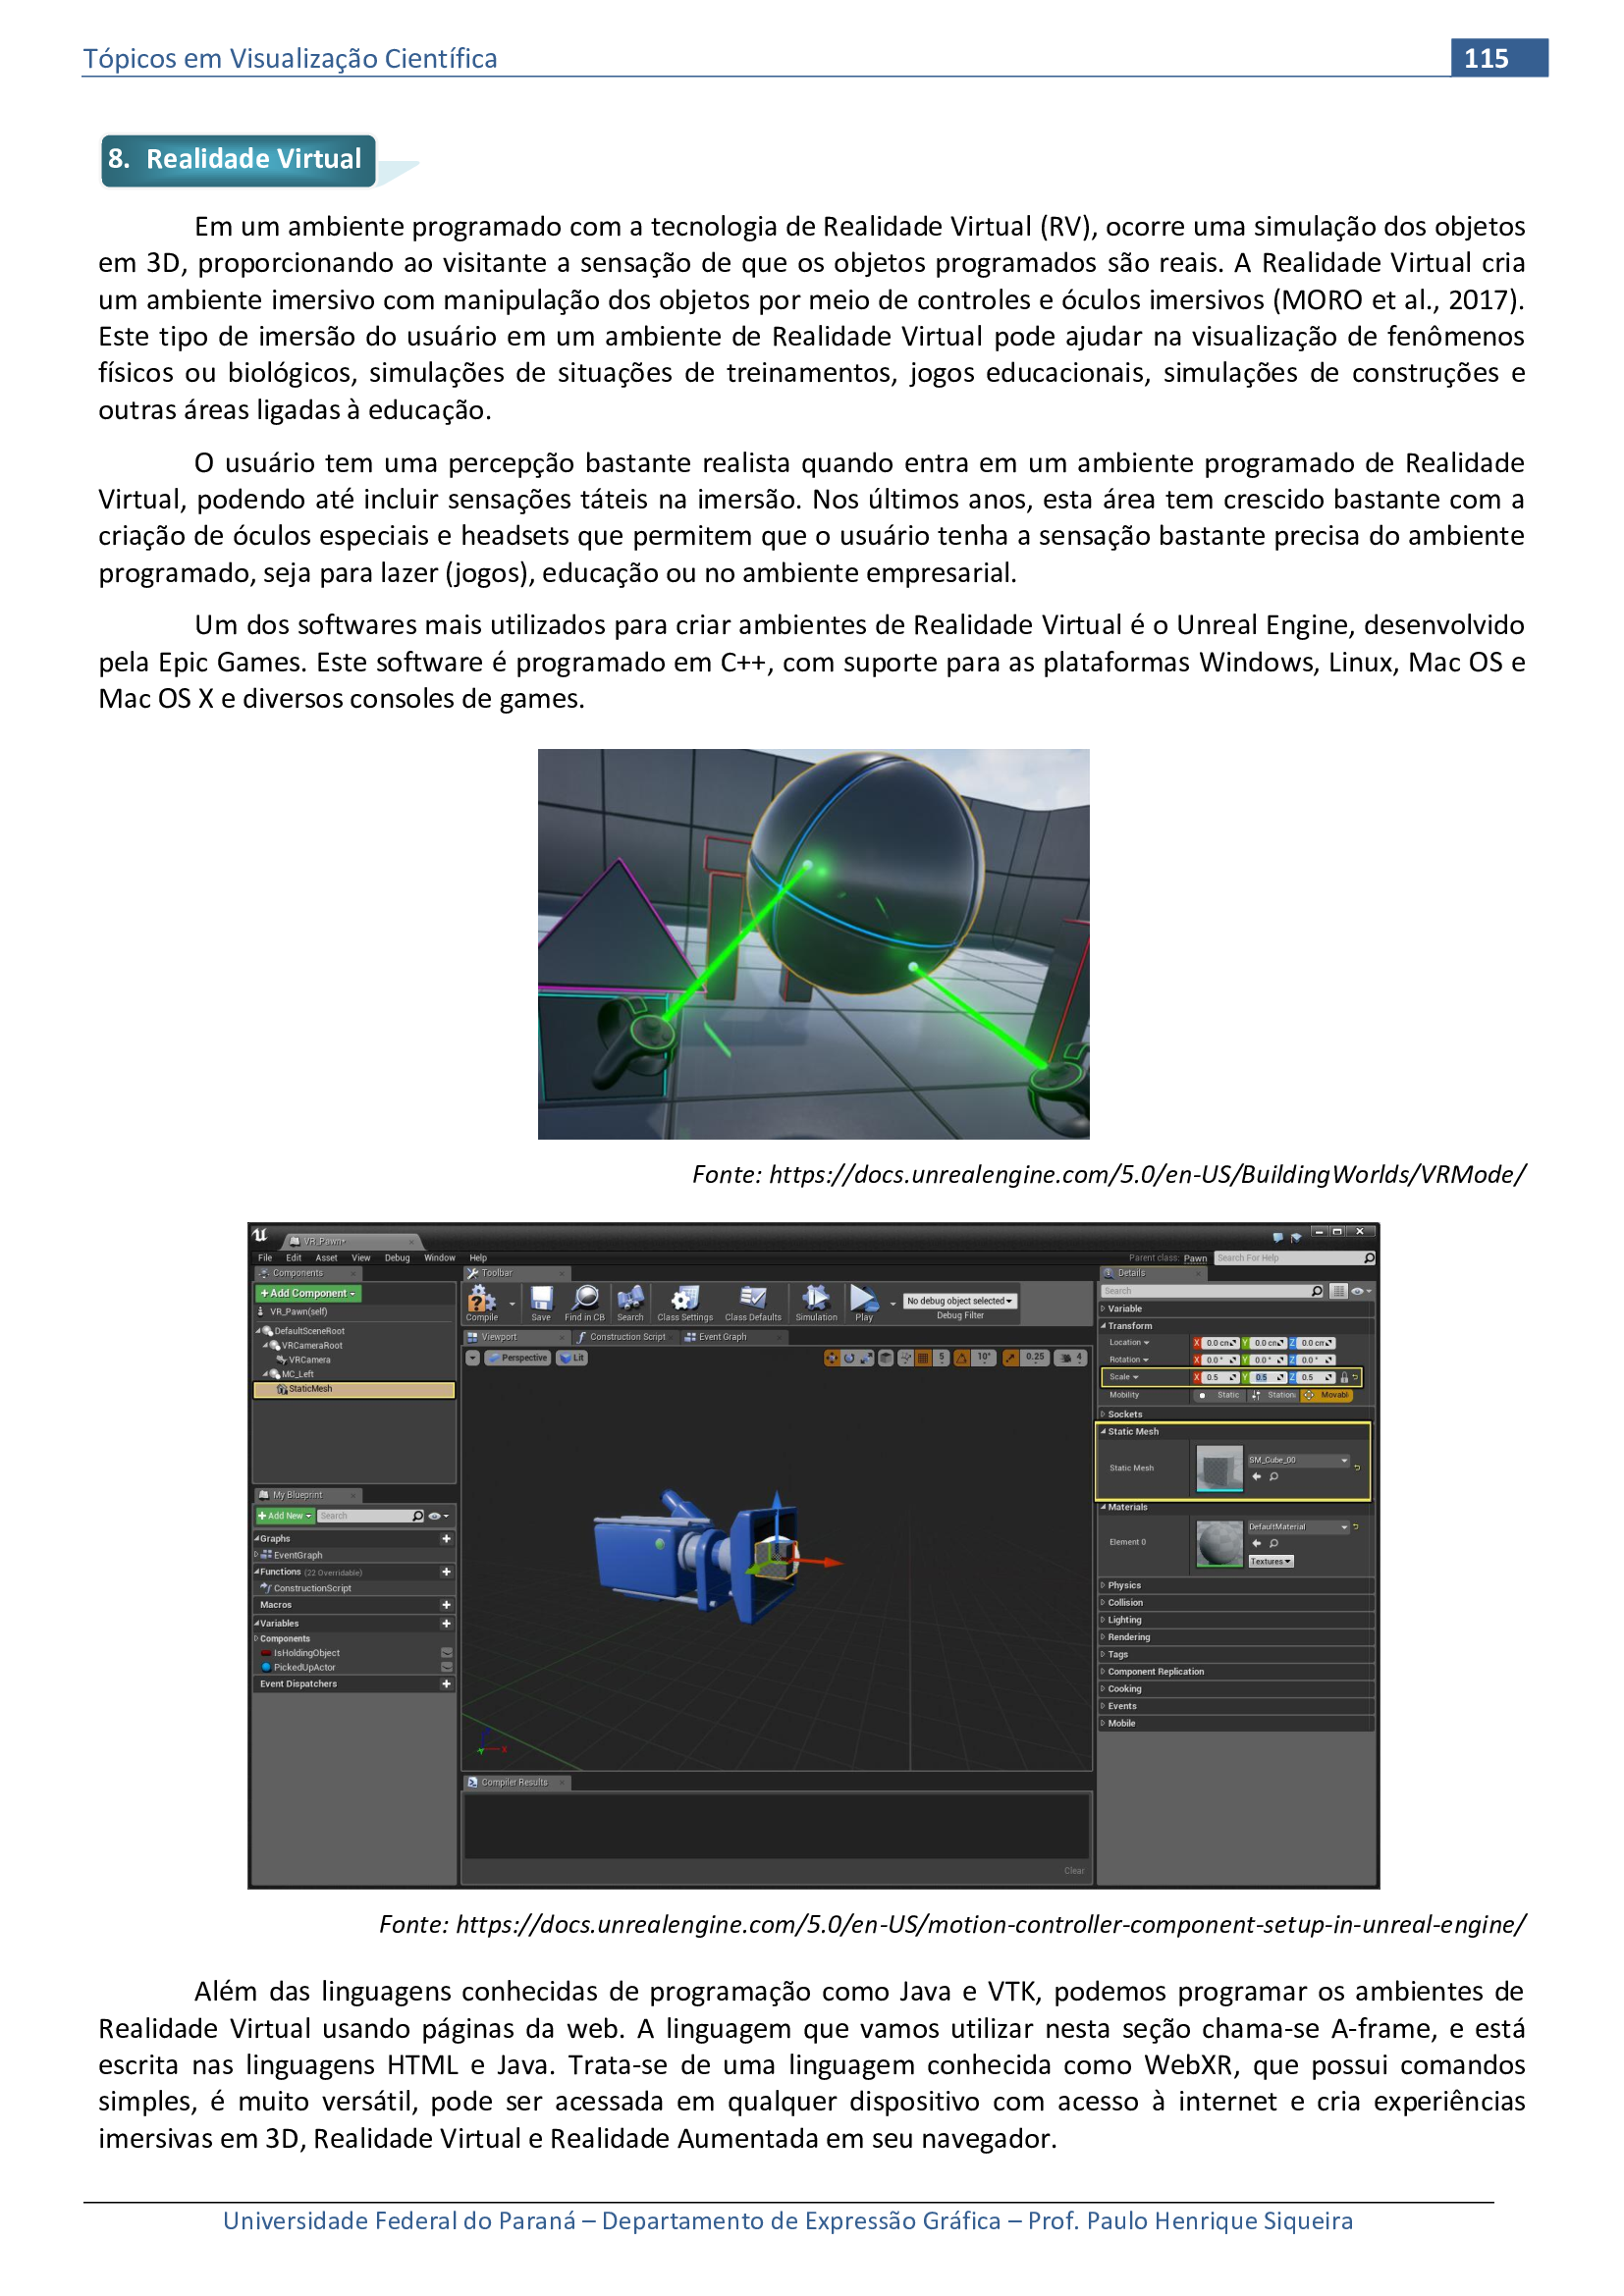 Tópicos em Visualização Científica 115
8. Realidade Virtual
Em um ambiente programado com a tecnologia de Realidade Virtual (RV), ocorre uma simulação dos objetos
em 3D, proporcionando ao visitante a sensação de que os objetos programados são reais. A Realidade Virtual cria
um ambiente imersivo com manipulação dos objetos por meio de controles e óculos imersivos (MORO et al., 2017).
Este tipo de imersão do usuário em um ambiente de Realidade Virtual pode ajudar na visualização de fenômenos
físicos ou biológicos, simulações de situações de treinamentos, jogos educacionais, simulações de construções e
outras áreas ligadas à educação.
O usuário tem uma percepção bastante realista quando entra em um ambiente programado de Realidade
Virtual, podendo até incluir sensações táteis na imersão. Nos últimos anos, esta área tem crescido bastante com a
criação de óculos especiais e headsets que permitem que o usuário tenha a sensação bastante precisa do ambiente
programado, seja para lazer (jogos), educação ou no ambiente empresarial.
Um dos softwares mais utilizados para criar ambientes de Realidade Virtual é o Unreal Engine, desenvolvido
pela Epic Games. Este software é programado em C++, com suporte para as plataformas Windows, Linux, Mac OS e
Mac OS X e diversos consoles de games.
Fonte: https://docs.unrealengine.com/5.0/en-US/BuildingWorlds/VRMode/
VR_Pawn+
File Edit Asset View Debug Window Help
Parent class: Pawn Search For Help
Components
+Add Component
VR_Pawn(self)
DefaultSceneRoot
VRCameraRoot
VRCamera
MC_Left
StaticMesh
My Blueprint
+Add New Search
Graphs
EventGraph
Functions (22 Overridable)
ConstructionScript
Macros
Variables
Components
IsHoldingObject
PickedUpActor
Event Dispatchers
Toolbar
Compile Save Find in CB Search Class Settings Class Defaults Simulation Play
No debug object selected
Debug Filter
Viewport Construction Script Event Graph
Perspective Lit 5 10° 0.25 4
X
Compiler Results
Clear
Details
Search
Variable
Transform
Location X 0.0 cm Y 0.0 cm Z 0.0 cm
Rotation X 0.0° Y 0.0° Z 0.0°
Scale X 0.5 Y 0.5 Z 0.5
Mobility Static Station Movabl
Sockets
Static Mesh
Static Mesh SM_Cube_00
Materials
Element 0 DefaultMaterial
Textures
Physics
Collision
Lighting
Rendering
Tags
Component Replication
Cooking
Events
Mobile
Fonte: https://docs.unrealengine.com/5.0/en-US/motion-controller-component-setup-in-unreal-engine/
Além das linguagens conhecidas de programação como Java e VTK, podemos programar os ambientes de
Realidade Virtual usando páginas da web. A linguagem que vamos utilizar nesta seção chama-se A-frame, e está
escrita nas linguagens HTML e Java. Trata-se de uma linguagem conhecida como WebXR, que possui comandos
simples, é muito versátil, pode ser acessada em qualquer dispositivo com acesso à internet e cria experiências
imersivas em 3D, Realidade Virtual e Realidade Aumentada em seu navegador.
Universidade Federal do Paraná – Departamento de Expressão Gráfica – Prof. Paulo Henrique Siqueira